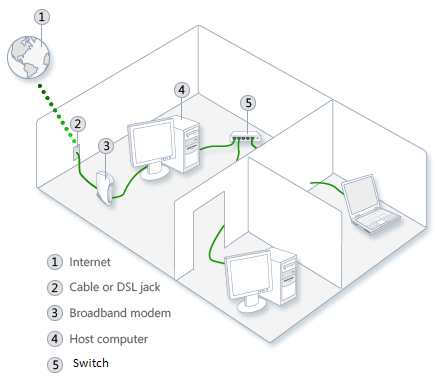 1
2
3
4
5
1 Internet
2 Cable or DSL jack
3 Broadband modem
4 Host computer
5 Switch